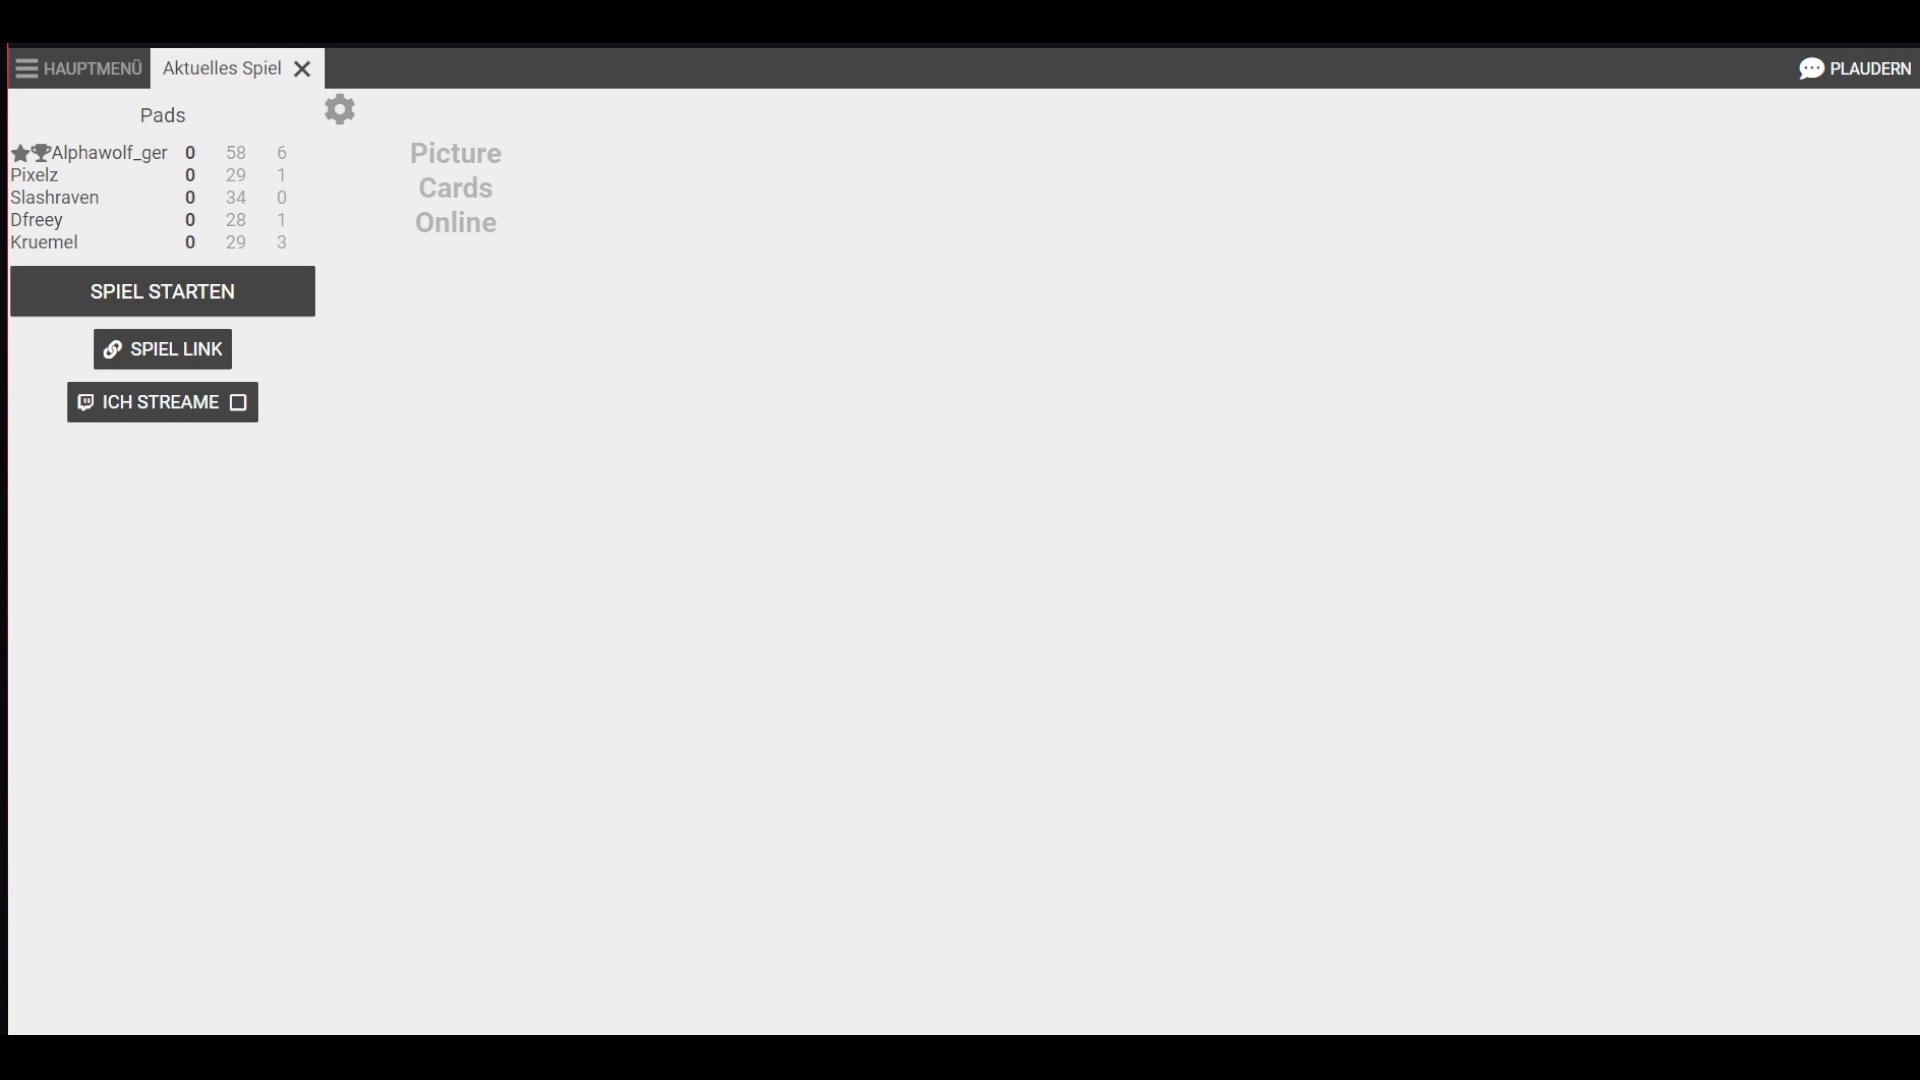 HAUPTMENÜ Aktuelles Spiel PLAUDERN
Pads
Alphawolf_ger 0 58 6
Pixelz 0 29 1
Slashraven 0 34 0
Dfreey 0 28 1
Kruemel 0 29 3
SPIEL STARTEN
SPIEL LINK
ICH STREAME
Picture
Cards
Online